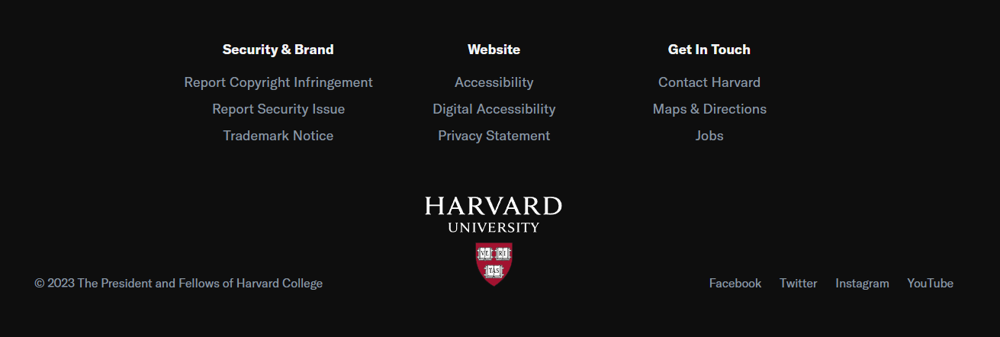 Security & Brand
Report Copyright Infringement
Report Security Issue
Trademark Notice
Website
Accessibility
Digital Accessibility
Privacy Statement
Get In Touch
Contact Harvard
Maps & Directions
Jobs
HARVARD
UNIVERSITY
VE RI
TAS
© 2023 The President and Fellows of Harvard College
Facebook Twitter Instagram YouTube